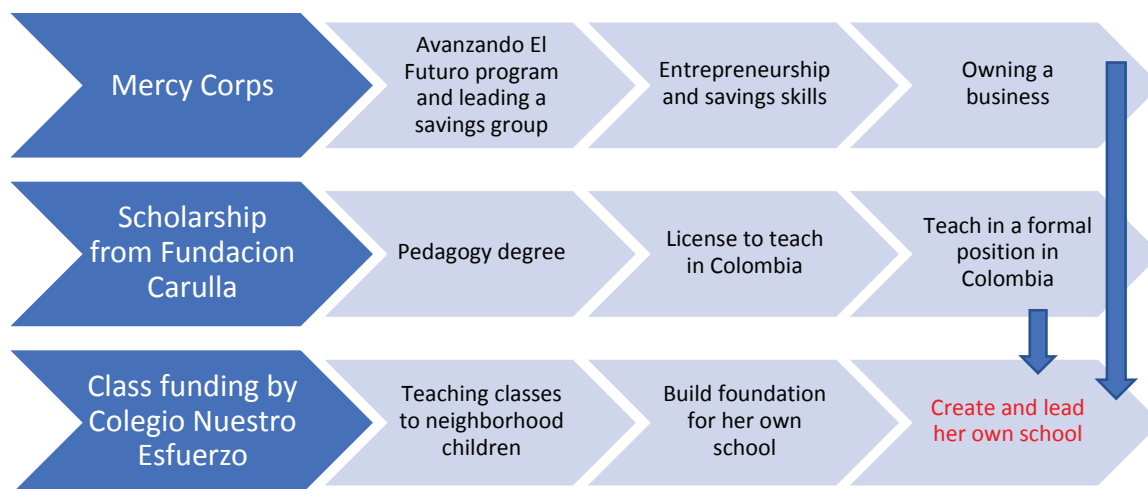 Mercy Corps
Avanzando El
Futuro program
and leading a
savings group
Entrepreneurship
and savings skills
Owning a
business
Scholarship
from Fundacion
Carulla
Pedagogy degree
License to teach
in Colombia
Teach in a formal
position in
Colombia
Class funding by
Colegio Nuestro
Esfuerzo
Teaching classes
to neighborhood
children
Build foundation
for her own
school
Create and lead
her own school